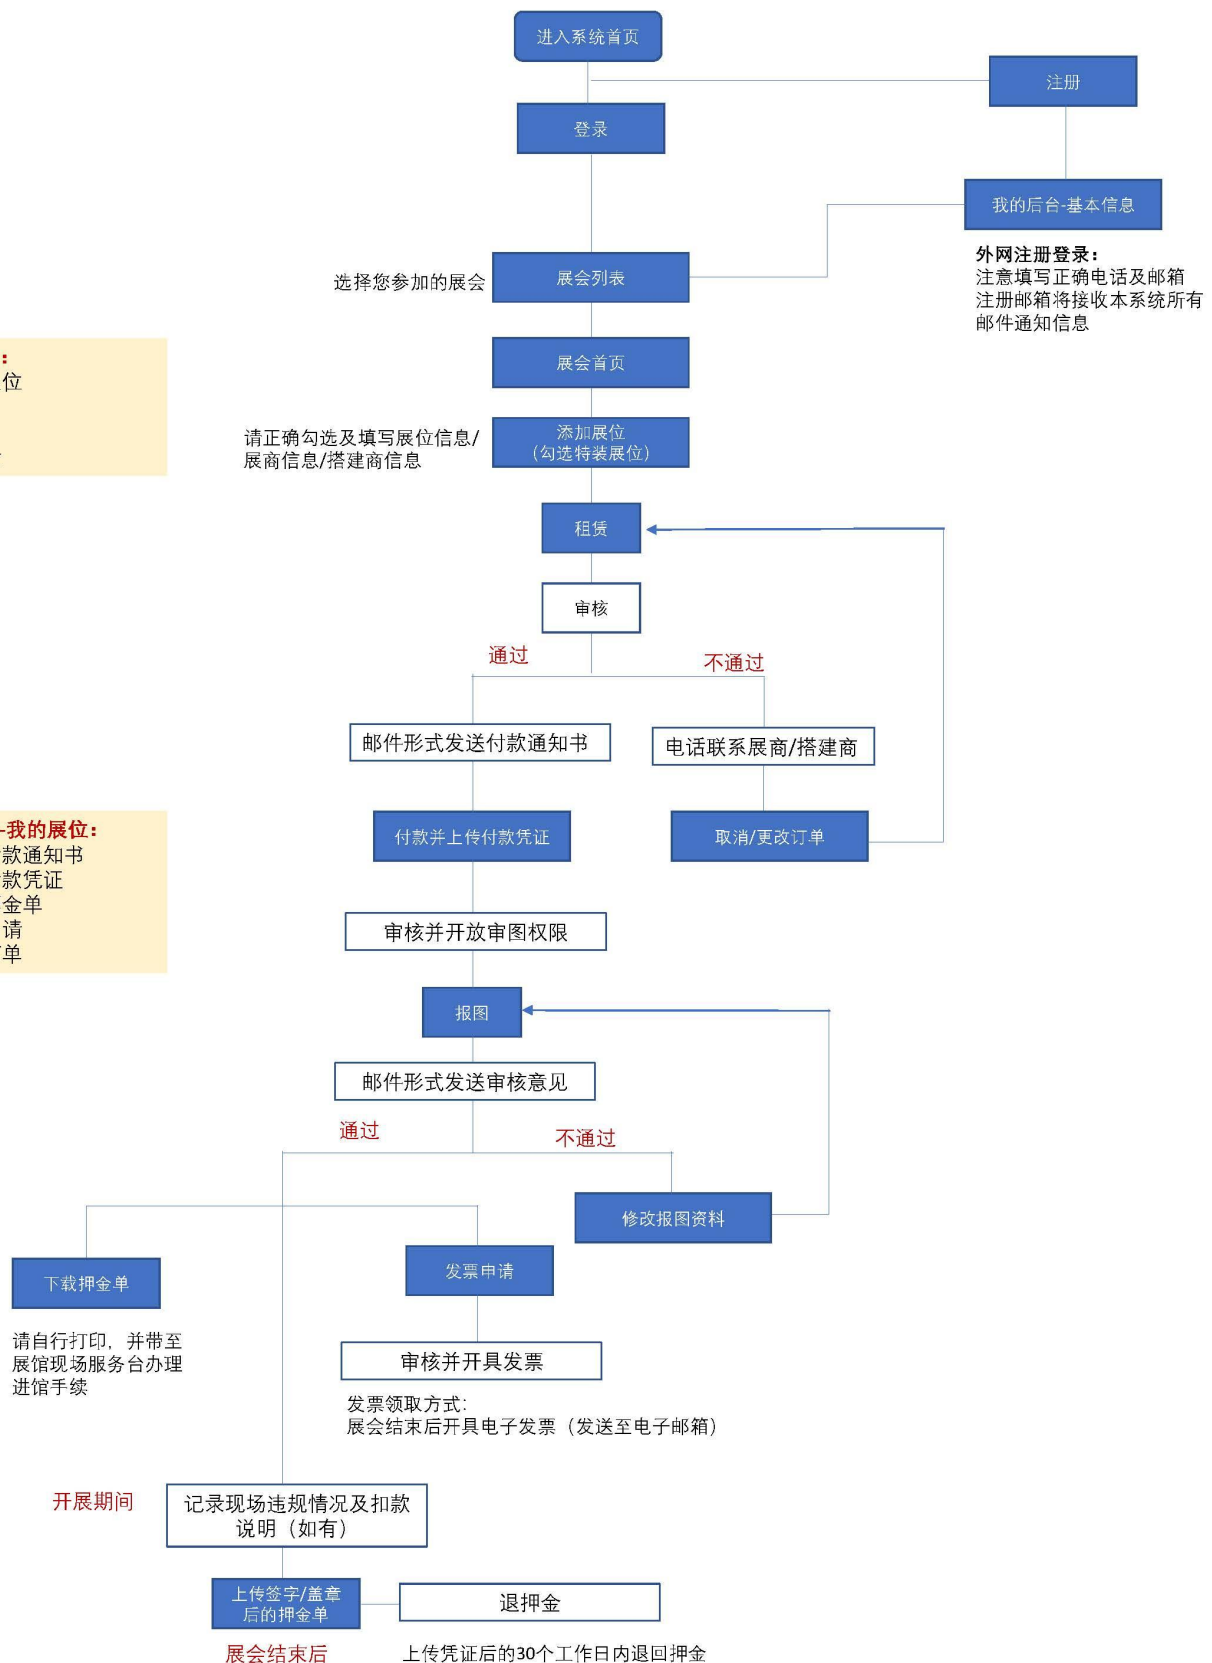 进入系统首页
注册
登录
我的后台-基本信息
外网注册登录：
注意填写正确电话及邮箱
注册邮箱将接收本系统所有
邮件通知信息
选择您参加的展会
展会列表
展会首页
：
位
请正确勾选及填写展位信息/
展商信息/搭建商信息
添加展位
（勾选特装展位）
租赁
审核
通过
不通过
邮件形式发送付款通知书
电话联系展商/搭建商
付款并上传付款凭证
取消/更改订单
-我的展位：
款通知书
款凭证
金单
请
单
审核并开放审图权限
报图
邮件形式发送审核意见
通过
不通过
修改报图资料
下载押金单
发票申请
请自行打印，并带至
展馆现场服务台办理
进馆手续
审核并开具发票
发票领取方式：
展会结束后开具电子发票（发送至电子邮箱）
开展期间
记录现场违规情况及扣款
说明（如有）
上传签字/盖章
后的押金单
退押金
展会结束后
上传凭证后的30个工作日内退回押金